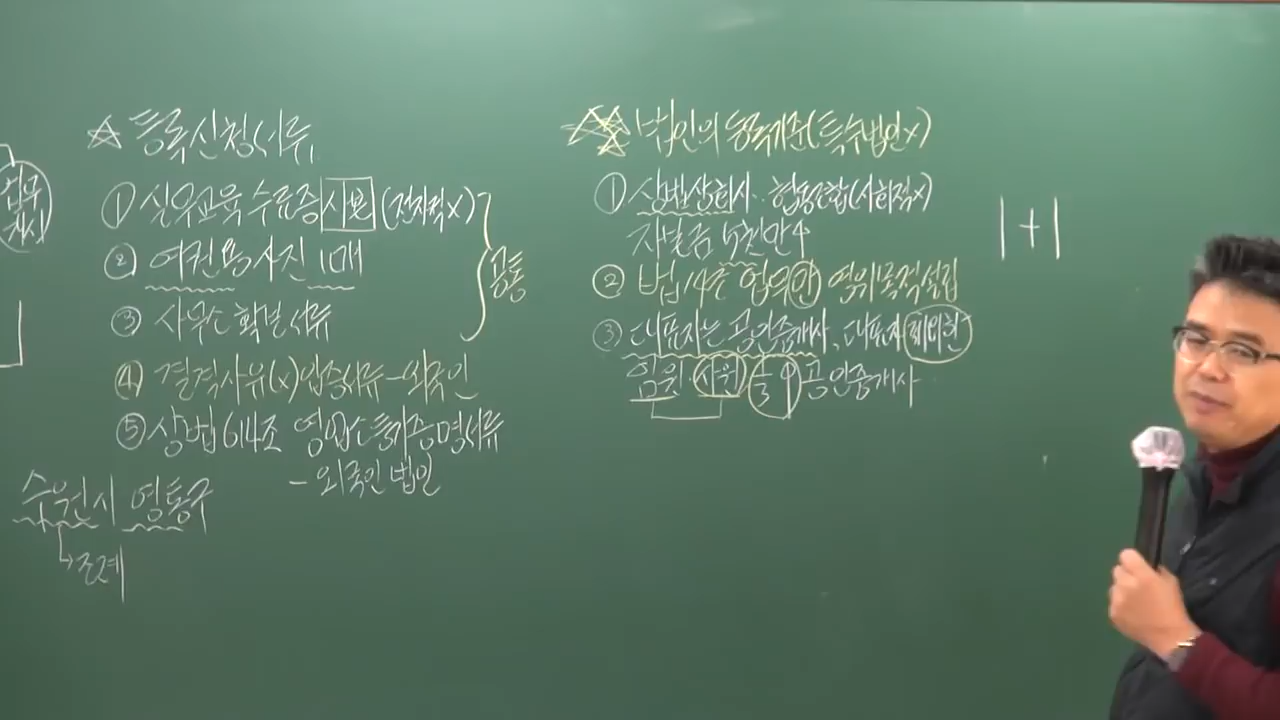 업무
☆ 등록신청서류
① 실무교육 수료증 사본 (전자적x)
② 여권용 사진 1매
③ 사무소 확보서류
공통
④ 결격사유(x)입증서류 - 외국인
⑤ 상법 614조 영업소등기증명서류
- 외국인 법인
수원시 영통구
→ 조례
☆ 법인의 등록기준(특수법인x)
① 상법상회사·협동조합(사회적x)
자본금 5천만↑
② 법 14조 업무만 영위목적설립
③ 대표자는 공인중개사, 대표자 제외한
임원·사원 1/3↑ 공인중개사
1+1